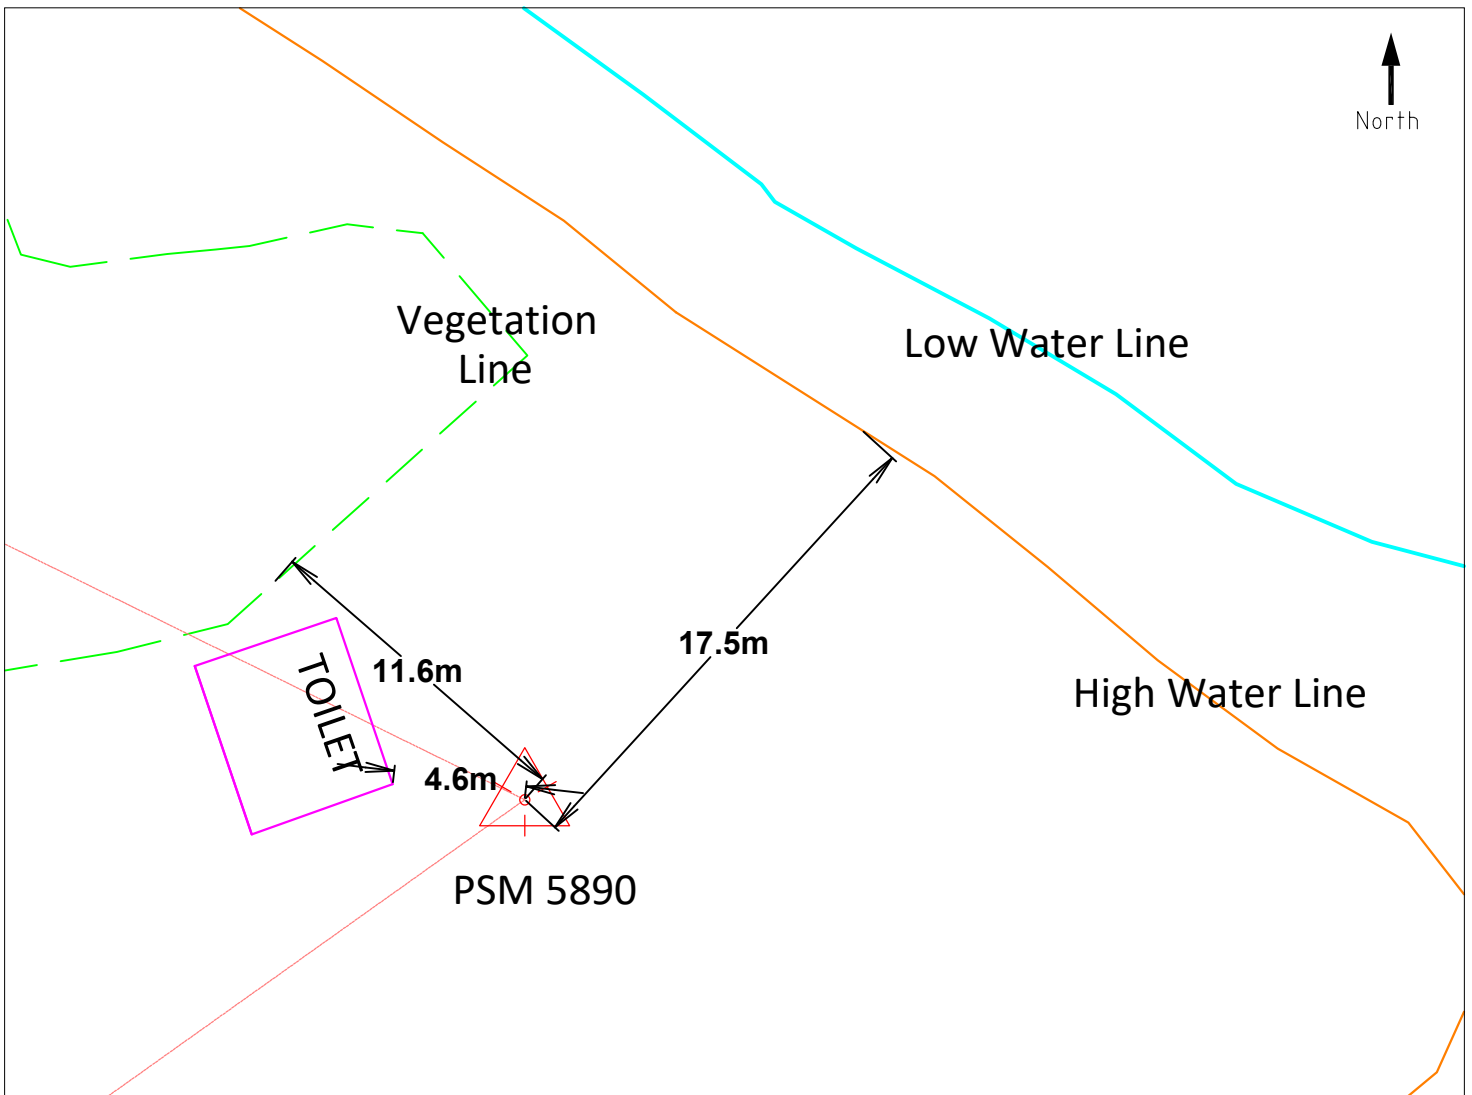 North
Vegetation
Line
Low Water Line
17.5m
11.6m
TOILET
High Water Line
4.6m
PSM 5890